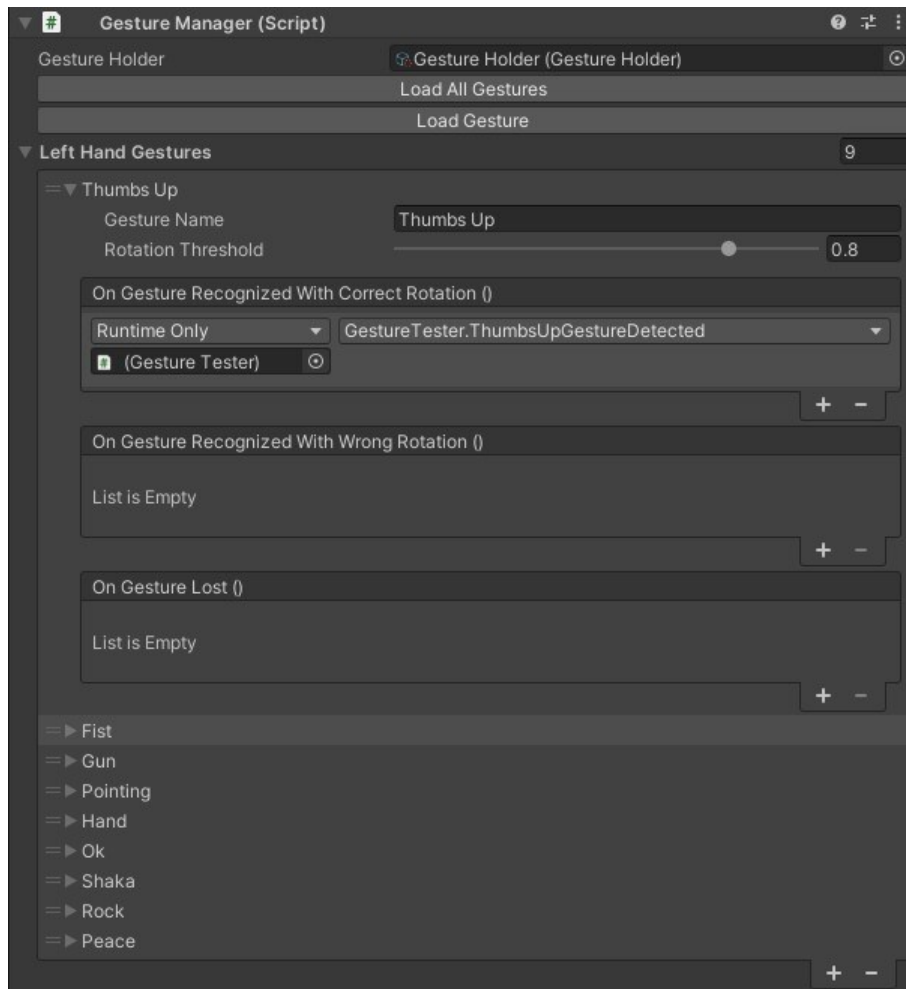 Gesture Manager (Script)
Gesture Holder Gesture Holder (Gesture Holder)
Load All Gestures
Load Gesture
Left Hand Gestures 9
Thumbs Up
Gesture Name Thumbs Up
Rotation Threshold 0.8
On Gesture Recognized With Correct Rotation ()
Runtime Only GestureTester.ThumbsUpGestureDetected
(Gesture Tester)
On Gesture Recognized With Wrong Rotation ()
List is Empty
On Gesture Lost ()
List is Empty
Fist
Gun
Pointing
Hand
Ok
Shaka
Rock
Peace